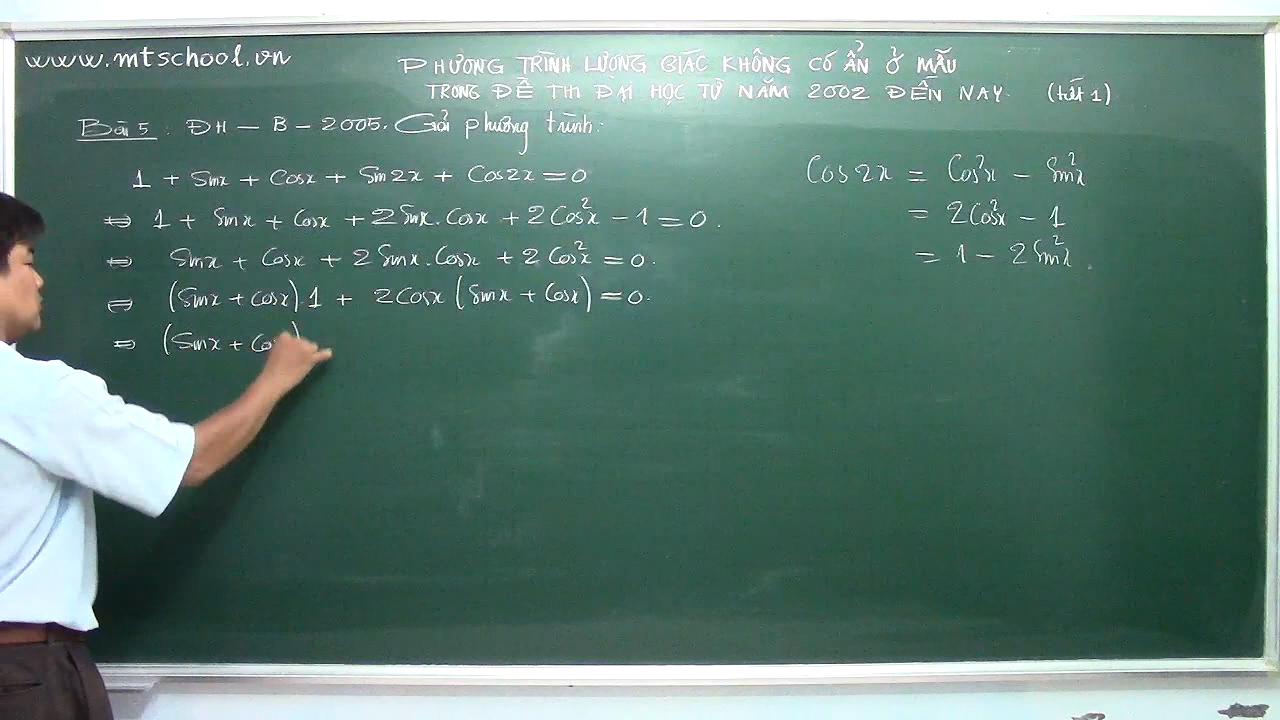 www.mtschool.vn
PHƯƠNG TRÌNH LƯỢNG GIÁC KHÔNG CÓ ẨN Ở MẪU
TRONG ĐỀ THI ĐẠI HỌC TỪ NĂM 2002 ĐẾN NAY. (tiết 1)
Bài 5. ĐH - B - 2005. Giải phương trình:
1 + Sinx + Cosx + Sin2x + Cos2x = 0
⇔ 1 + Sinx + Cosx + 2Sinx.Cosx + 2Cos²x - 1 = 0.
⇔ Sinx + Cosx + 2Sinx.Cosx + 2Cos²x = 0.
⇔ (Sinx + Cosx).1 + 2Cosx(Sinx + Cosx) = 0.
⇔ (Sinx + Cosx)
Cos2x = Cos²x - Sin²x
= 2Cos²x - 1
= 1 - 2Sin²x.